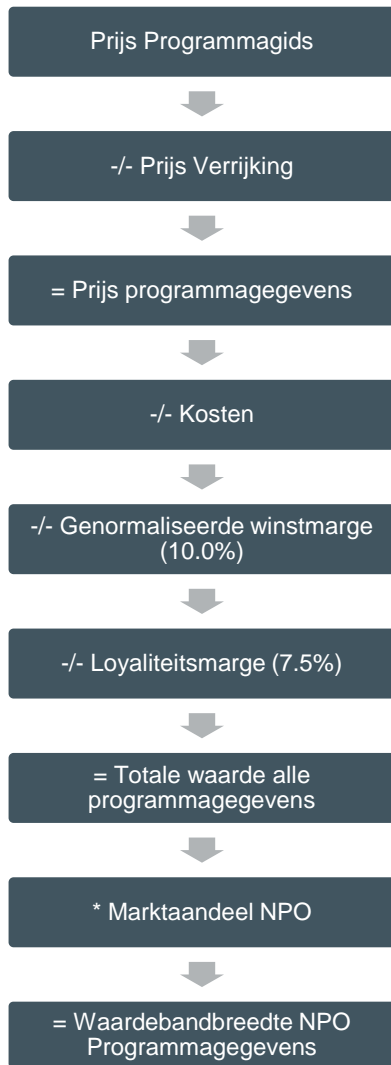 Prijs Programmagids
-/- Prijs Verrijking
= Prijs programmagegevens
-/- Kosten
-/- Genormaliseerde winstmarge
(10.0%)
-/- Loyaliteitsmarge (7.5%)
= Totale waarde alle
programmagegevens
* Marktaandeel NPO
= Waardebandbreedte NPO
Programmagegevens